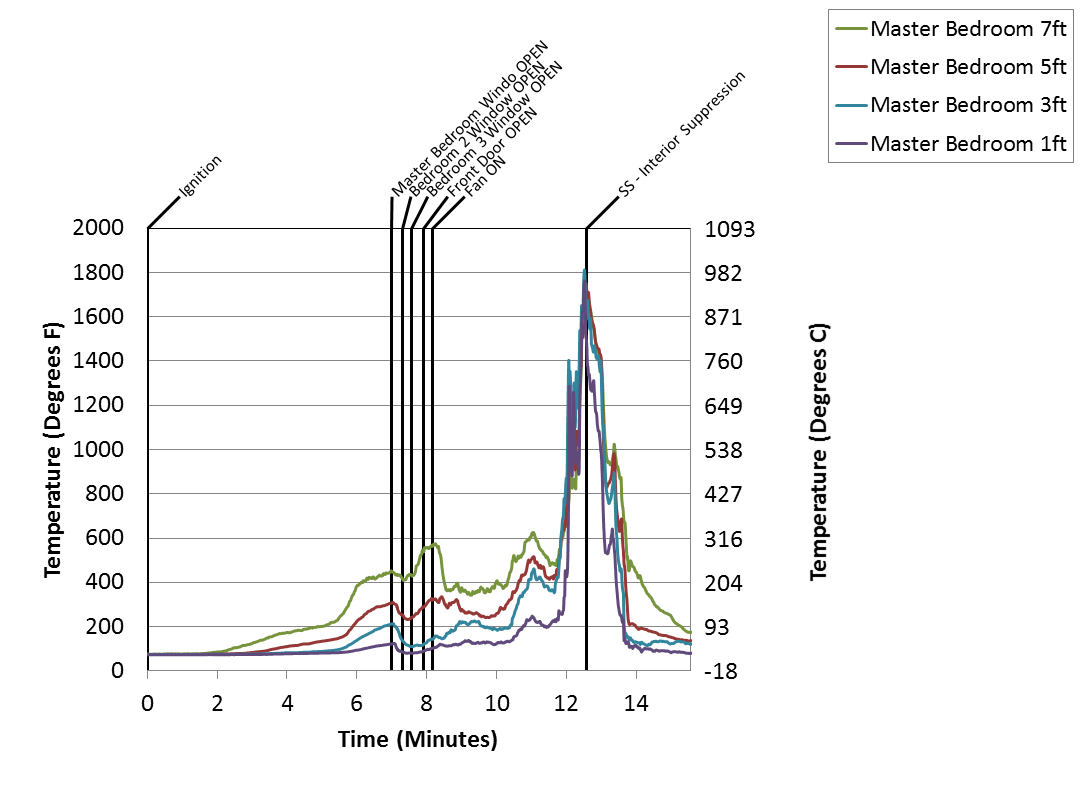 Master Bedroom 7ft
Master Bedroom 5ft
Master Bedroom 3ft
Master Bedroom 1ft
Ignition
Master Bedroom Windo OPEN
Bedroom 2 Window OPEN
Bedroom 3 Window OPEN
Front Door OPEN
Fan ON
SS - Interior Suppression
Temperature (Degrees F)
2000
1800
1600
1400
1200
1000
800
600
400
200
0
1093
982
871
760
649
538
427
316
204
93
-18
Temperature (Degrees C)
0 2 4 6 8 10 12 14
Time (Minutes)